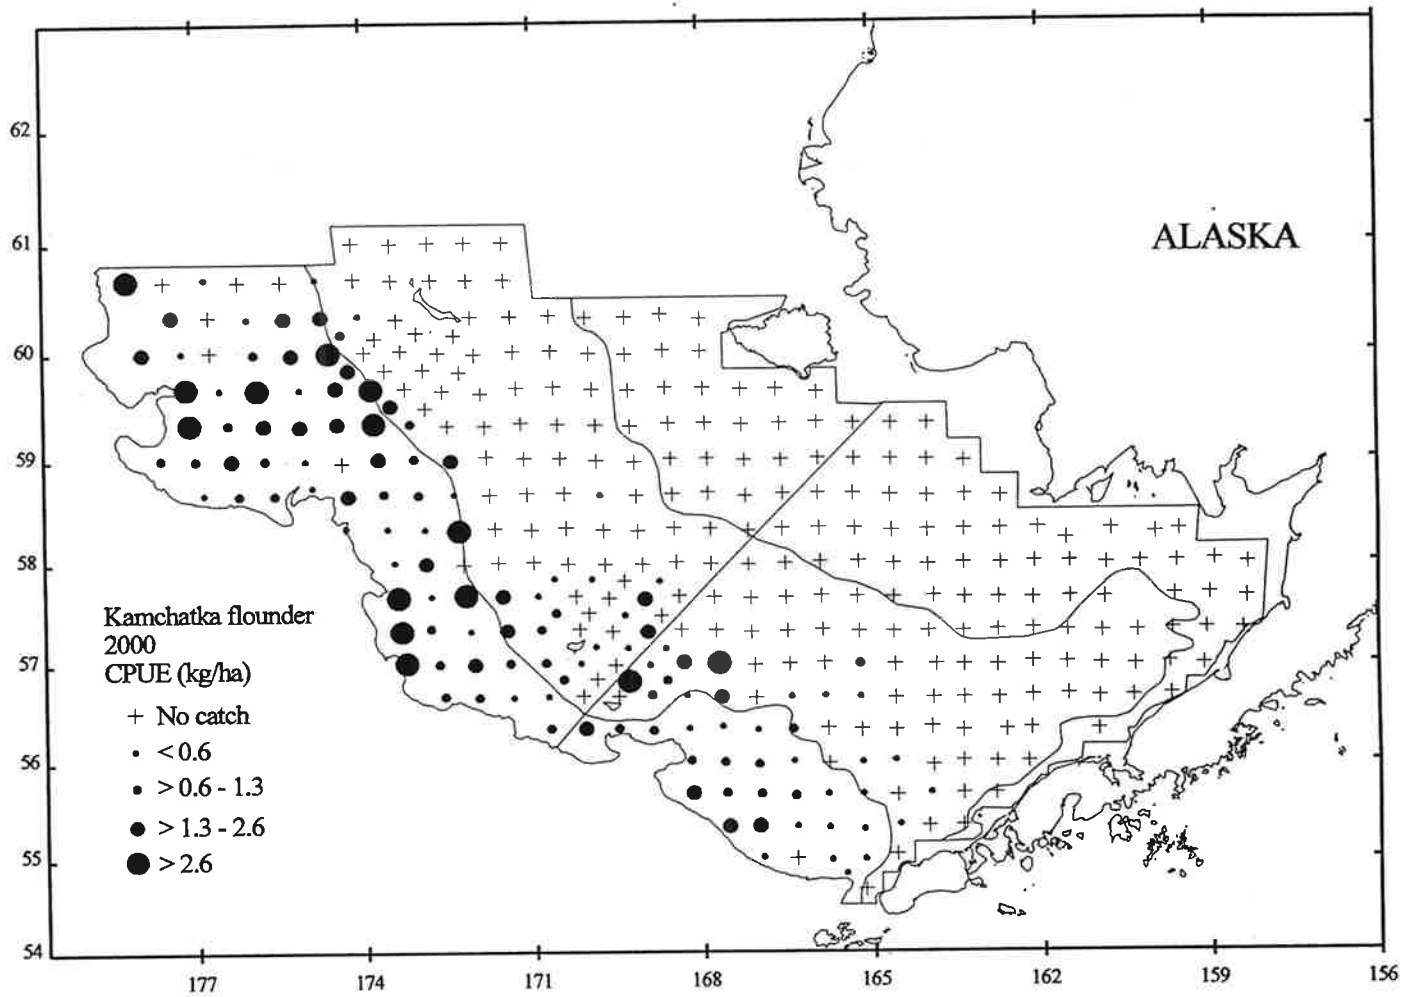 62
61
60
59
58
57
56
55
54
ALASKA
Kamchatka flounder
2000
CPUE (kg/ha)
+ No catch
< 0.6
> 0.6 - 1.3
> 1.3 - 2.6
> 2.6
177 174 171 168 165 162 159 156